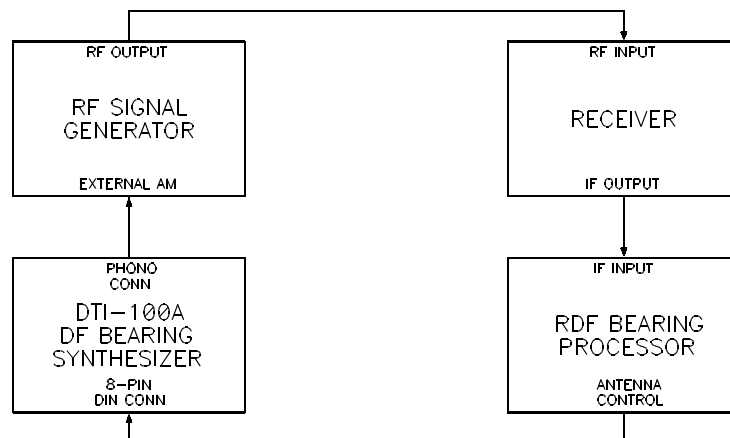 RF OUTPUT
RF SIGNAL
GENERATOR
EXTERNAL AM
RF INPUT
RECEIVER
IF OUTPUT
PHONO
CONN
DTI-100A
DF BEARING
SYNTHESIZER
8-PIN
DIN CONN
IF INPUT
RDF BEARING
PROCESSOR
ANTENNA
CONTROL